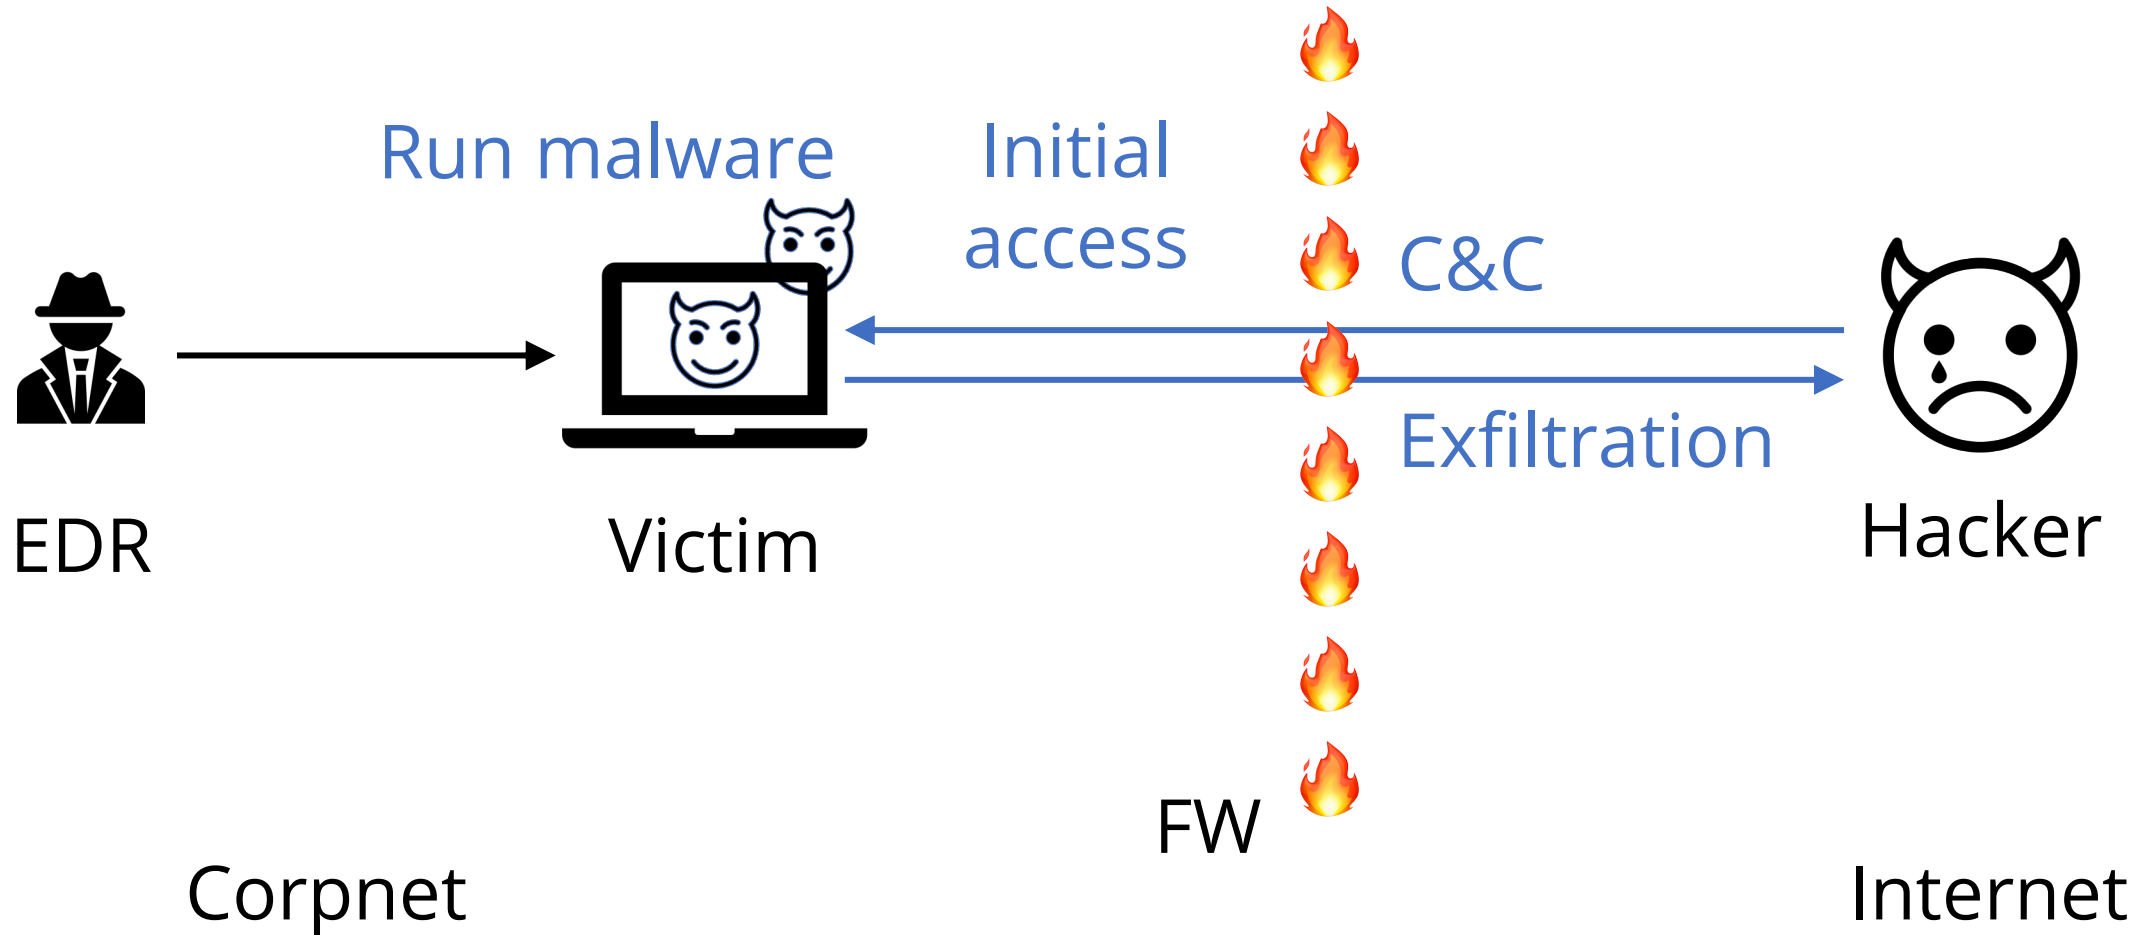 Run malware
Initial
access
C&C
Exfiltration
EDR
Victim
Hacker
FW
Corpnet
Internet